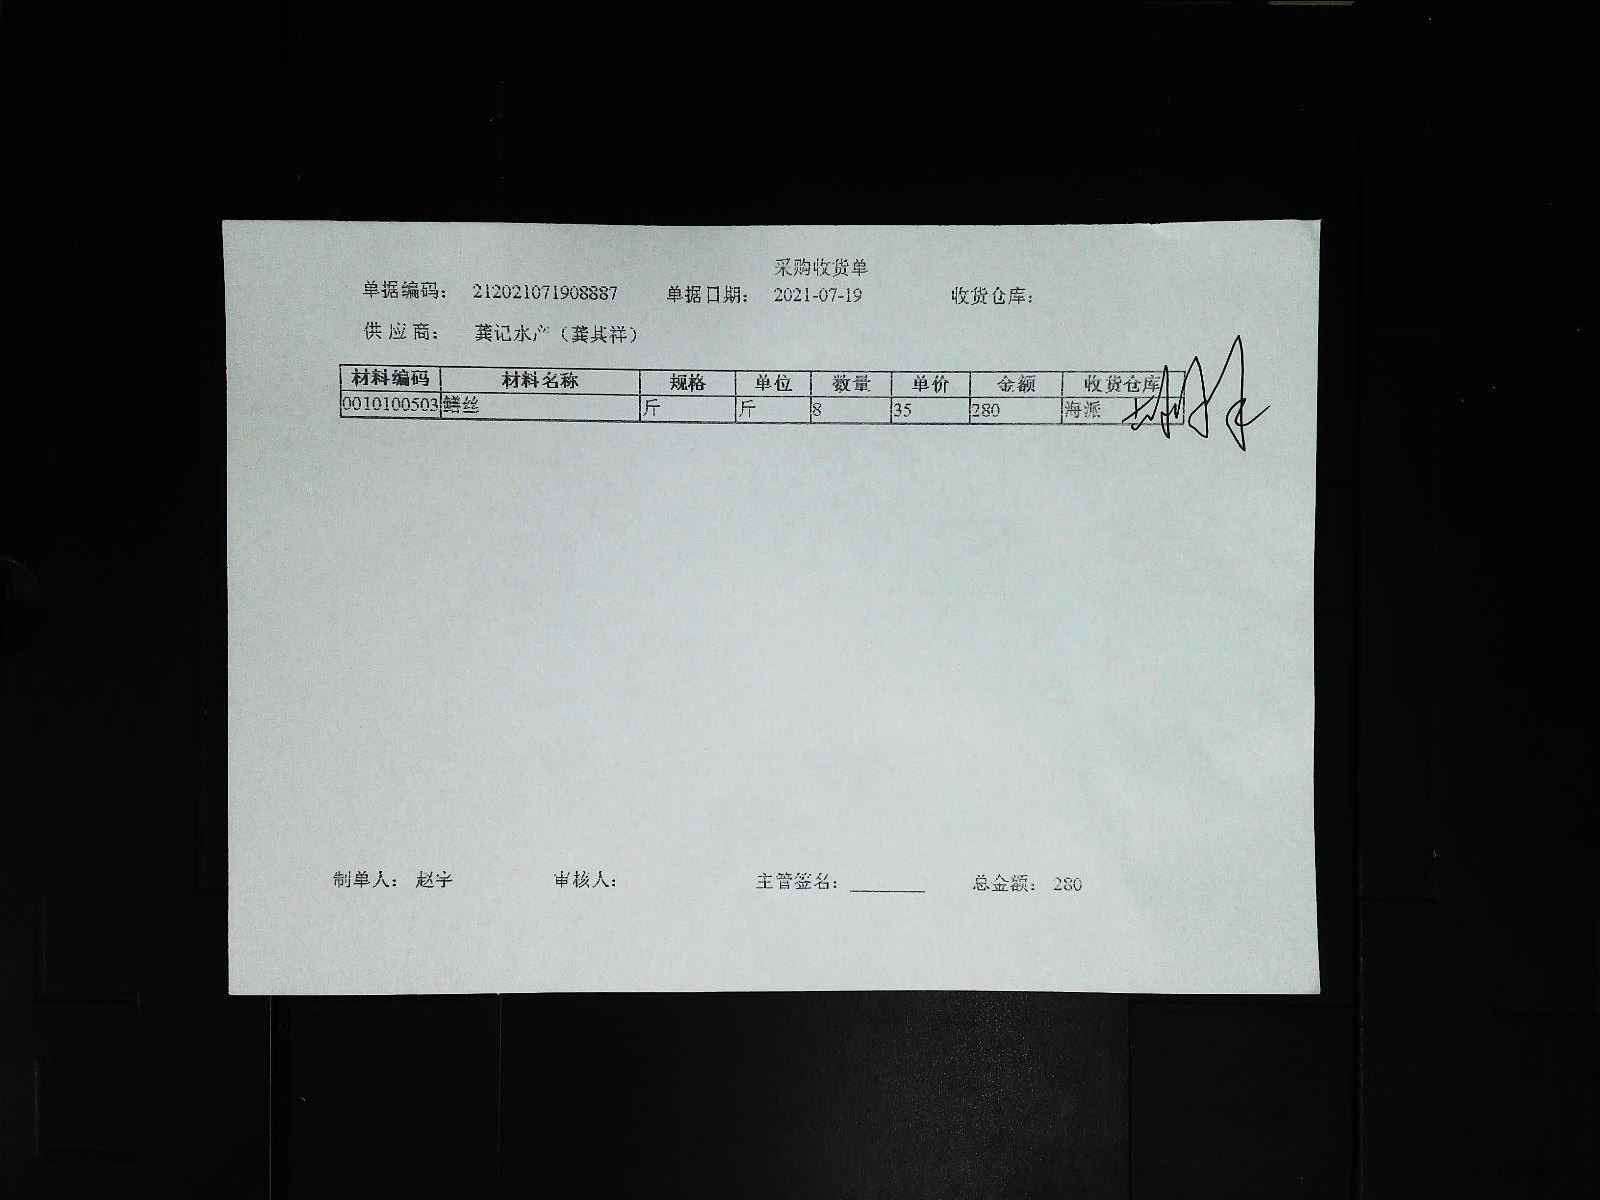 采购收货单
单据编码: 212021071908887 单据日期: 2021-07-19 收货仓库:
供应商: 龚记水产（龚其祥）
材料编码 材料名称 规格 单位 数量 单价 金额 收货仓库
0010100503 鳝丝 斤 斤 8 35 280 海派
制单人: 赵宇 审核人: 主管签名: ________ 总金额: 280